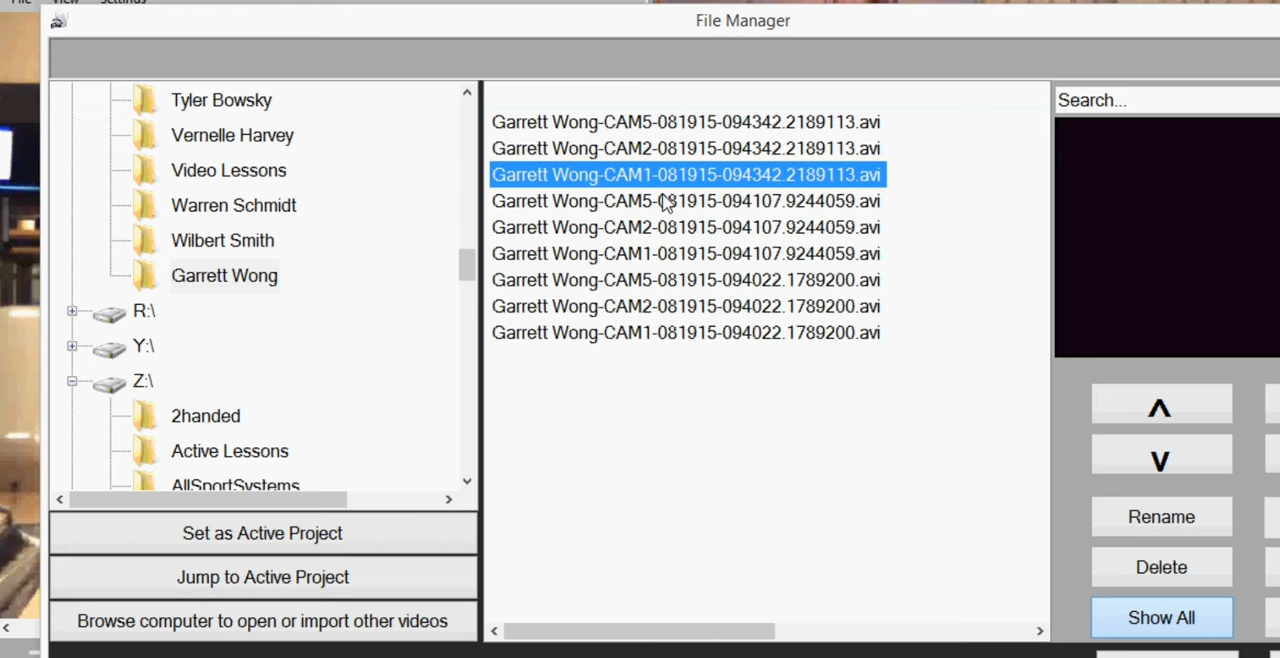 File View Settings
File Manager
Tyler Bowsky
Vernelle Harvey
Video Lessons
Warren Schmidt
Wilbert Smith
Garrett Wong
R:\
Y:\
Z:\
2handed
Active Lessons
AllSportSystems
Set as Active Project
Jump to Active Project
Browse computer to open or import other videos
Garrett Wong-CAM5-081915-094342.2189113.avi
Garrett Wong-CAM2-081915-094342.2189113.avi
Garrett Wong-CAM1-081915-094342.2189113.avi
Garrett Wong-CAM5-081915-094107.9244059.avi
Garrett Wong-CAM2-081915-094107.9244059.avi
Garrett Wong-CAM1-081915-094107.9244059.avi
Garrett Wong-CAM5-081915-094022.1789200.avi
Garrett Wong-CAM2-081915-094022.1789200.avi
Garrett Wong-CAM1-081915-094022.1789200.avi
Search...
Rename
Delete
Show All